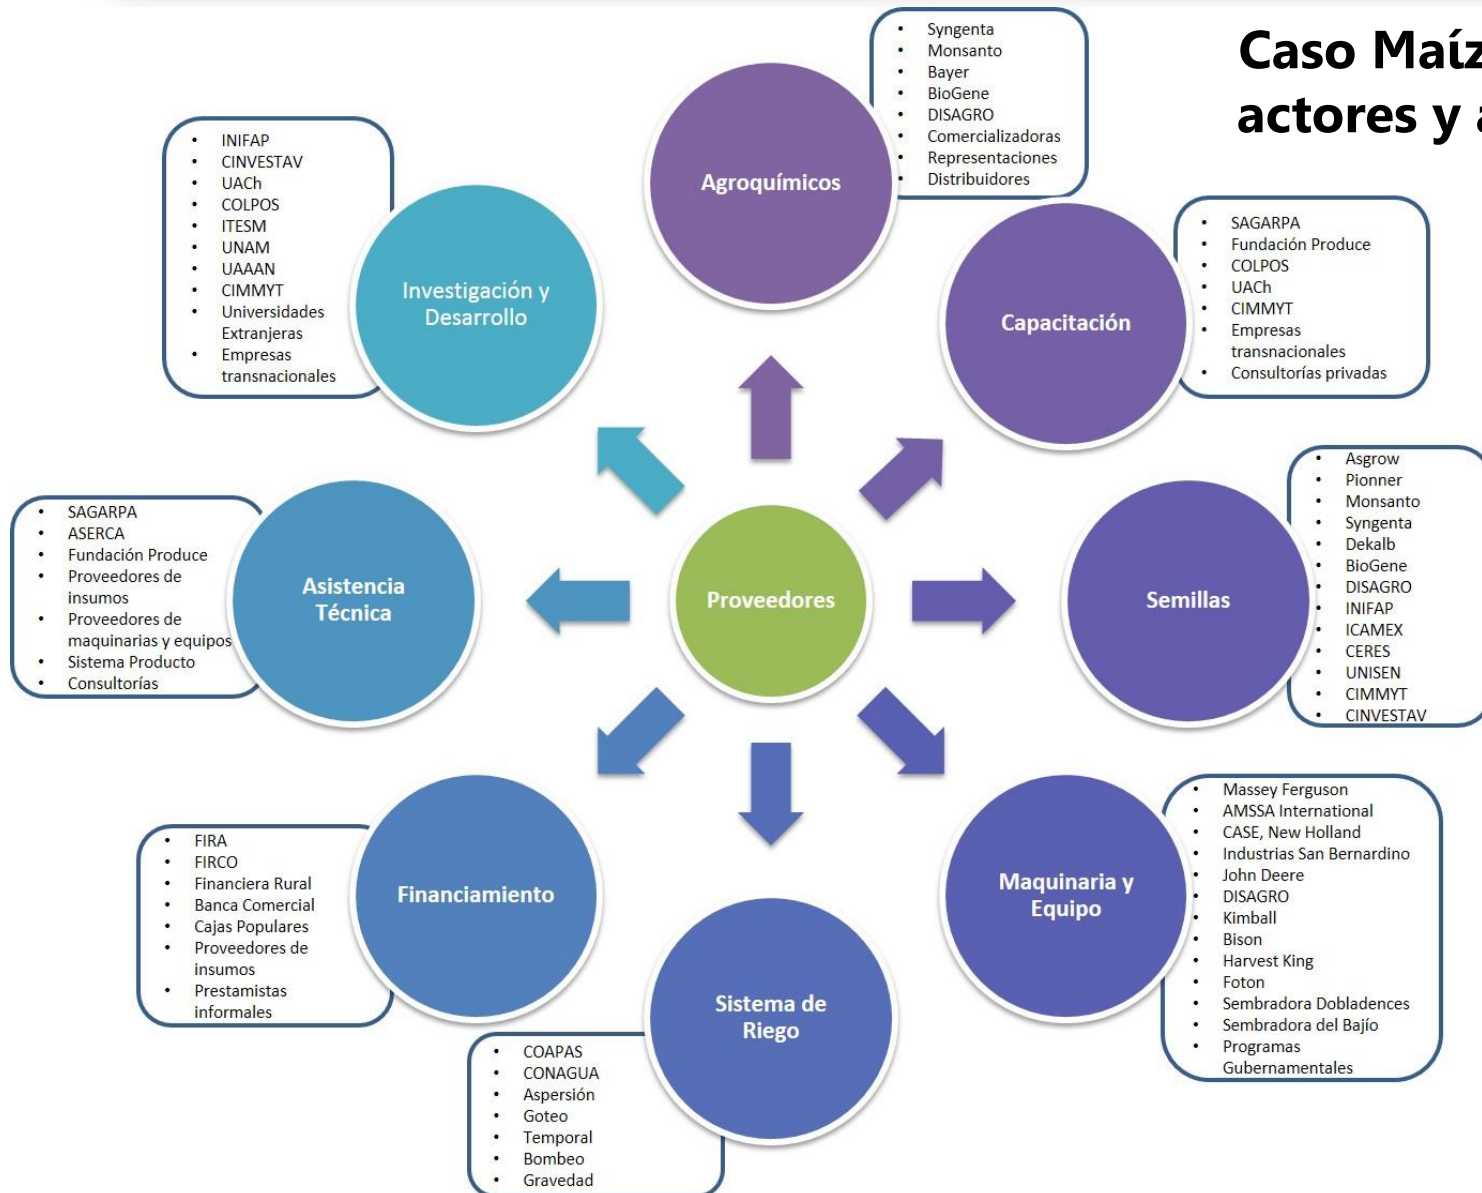 Caso Maíz
actores y a
Agroquímicos
• Syngenta
• Monsanto
• Bayer
• BioGene
• DISAGRO
• Comercializadoras
• Representaciones
• Distribuidores
Capacitación
• SAGARPA
• Fundación Produce
• COLPOS
• UACh
• CIMMYT
• Empresas
transnacionales
• Consultorías privadas
Semillas
• Asgrow
• Pionner
• Monsanto
• Syngenta
• Dekalb
• BioGene
• DISAGRO
• INIFAP
• ICAMEX
• CERES
• UNISEN
• CIMMYT
• CINVESTAV
Maquinaria y
Equipo
• Massey Ferguson
• AMSSA International
• CASE, New Holland
• Industrias San Bernardino
• John Deere
• DISAGRO
• Kimball
• Bison
• Harvest King
• Foton
• Sembradora Dobladences
• Sembradora del Bajío
• Programas
Gubernamentales
Sistema de
Riego
• COAPAS
• CONAGUA
• Aspersión
• Goteo
• Temporal
• Bombeo
• Gravedad
Financiamiento
• FIRA
• FIRCO
• Financiera Rural
• Banca Comercial
• Cajas Populares
• Proveedores de
insumos
• Prestamistas
informales
Asistencia
Técnica
• SAGARPA
• ASERCA
• Fundación Produce
• Proveedores de
insumos
• Proveedores de
maquinarias y equipos
• Sistema Producto
• Consultorías
Investigación y
Desarrollo
• INIFAP
• CINVESTAV
• UACh
• COLPOS
• ITESM
• UNAM
• UAAAN
• CIMMYT
• Universidades
Extranjeras
• Empresas
transnacionales
Proveedores